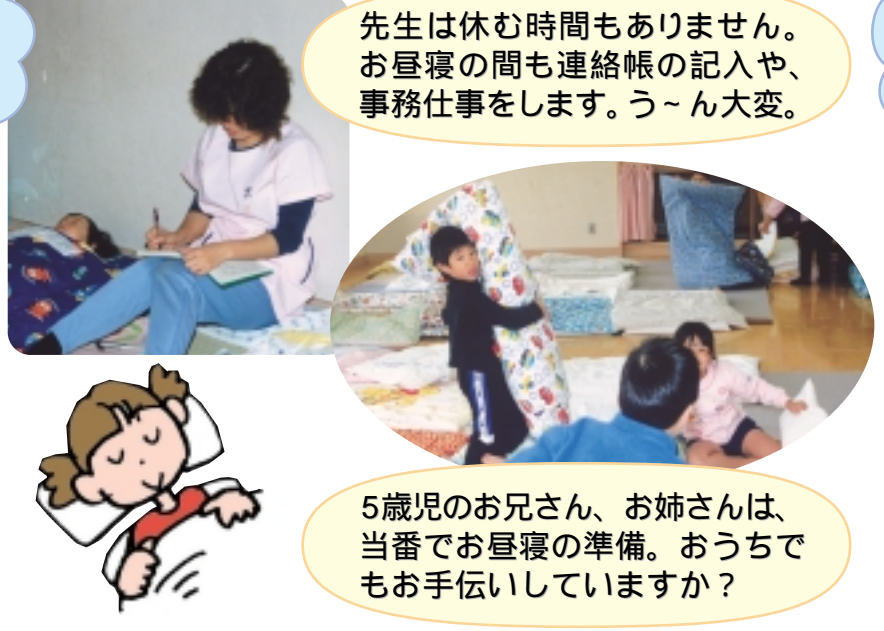 先生は休む時間もありません。
お昼寝の間も連絡帳の記入や、
事務仕事をします。う~ん大変。
5歳児のお兄さん、お姉さんは、
当番でお昼寝の準備。おうちで
もお手伝いしていますか？